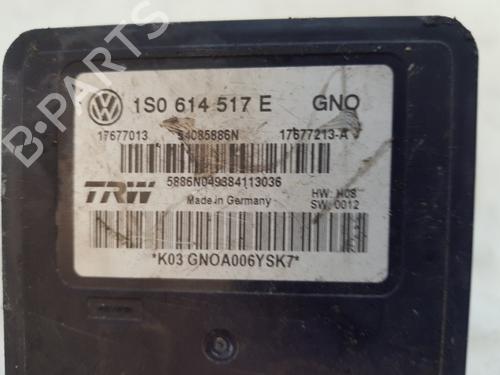 B-PARTS
1S0 614 517 E GNO
17677013 54085886N 17677213-A
TRW 5886N049384113036
Made in Germany
HW: H08
SW: 0012
*K03 GNOA006YSK7*